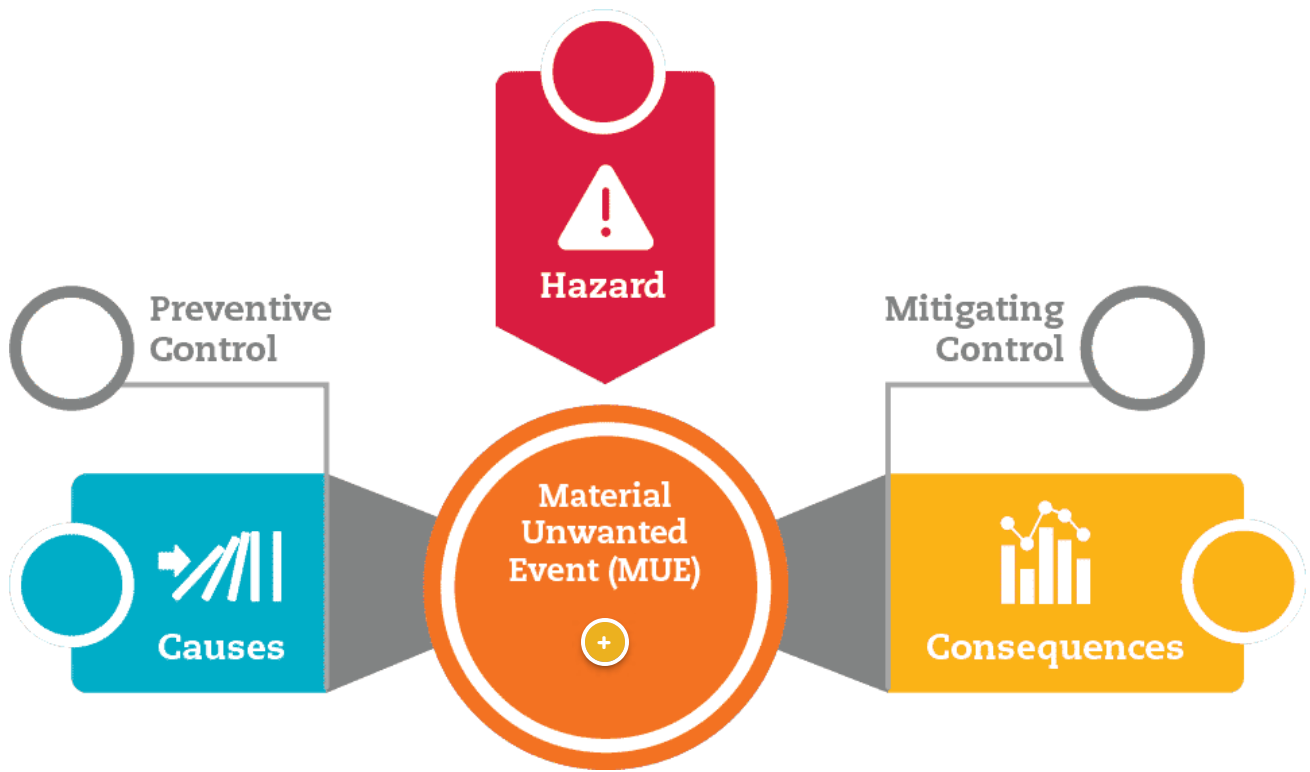 Hazard
Preventive
Control
Mitigating
Control
Material
Unwanted
Event (MUE)
+
Causes
Consequences